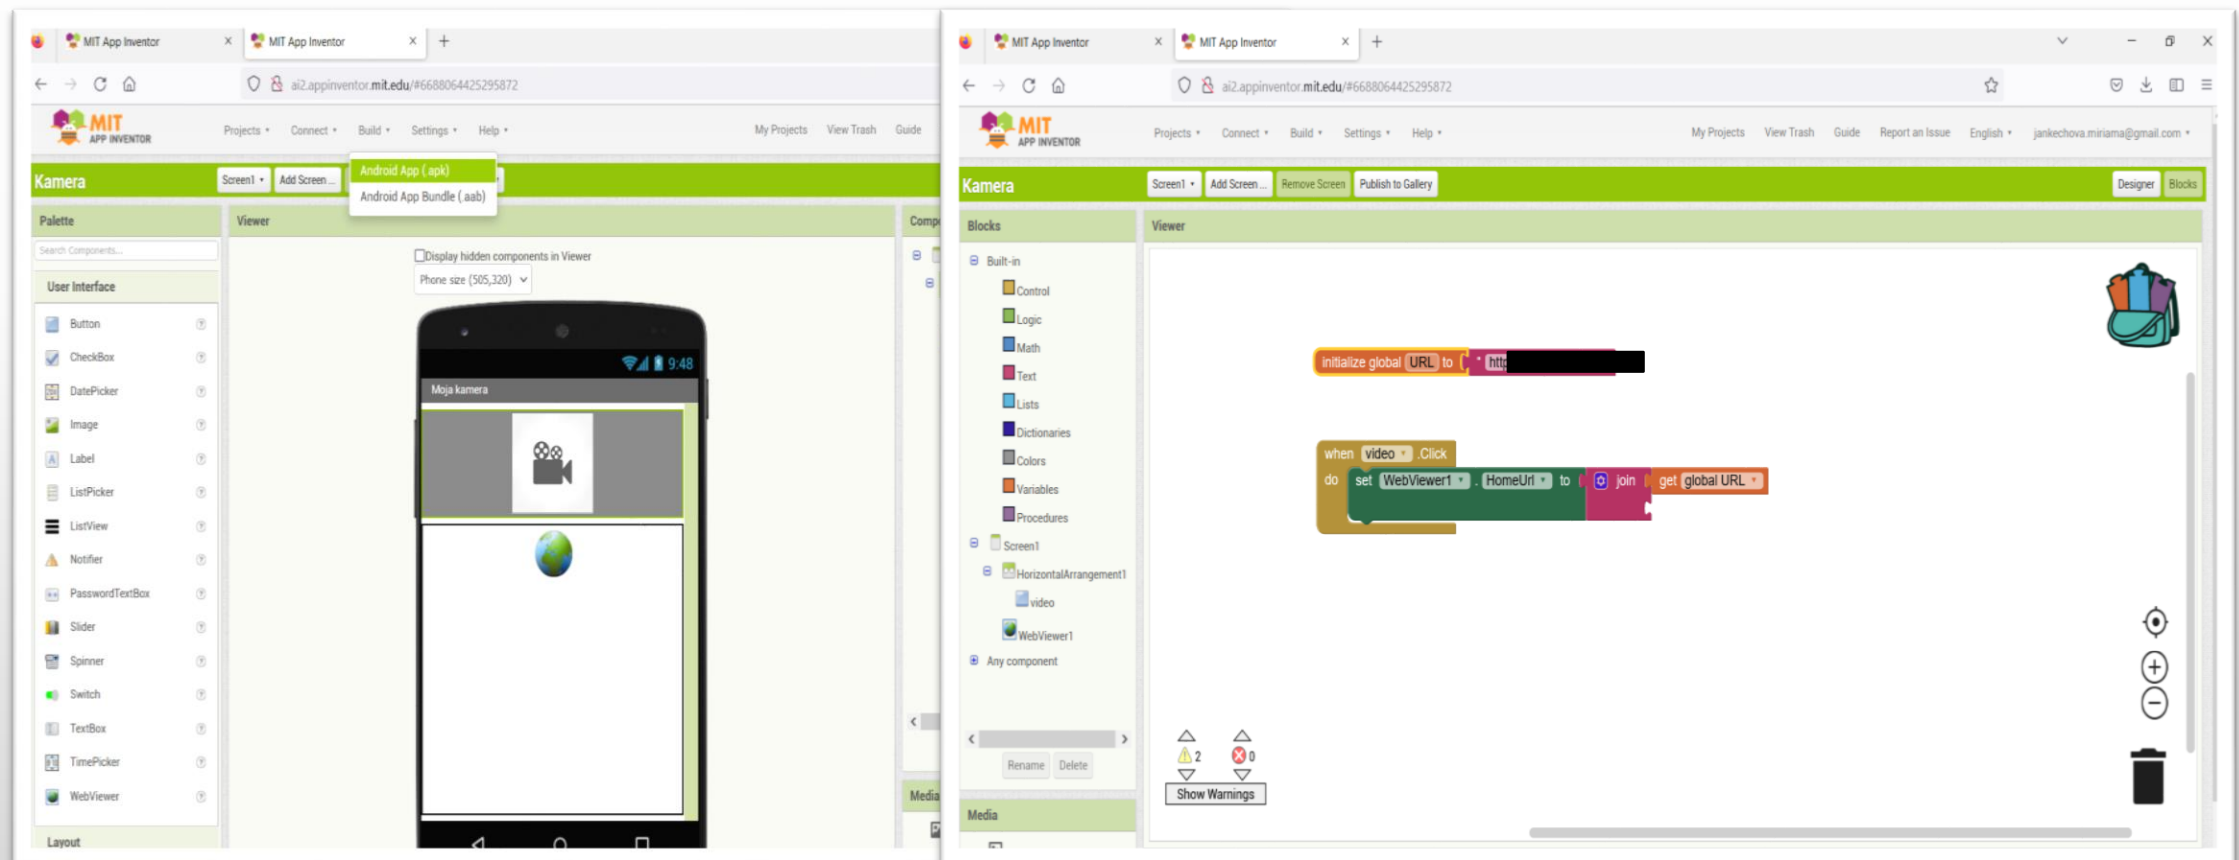 MIT App Inventor
MIT App Inventor
ai2.appinventor.mit.edu/#6688064425295872
MIT
APP INVENTOR
Projects Connect Build Settings Help
My Projects View Trash Guide
Kamera
Screen1 Add Screen ...
Android App (.apk)
Android App Bundle (.aab)
Palette
Viewer
Search Components...
User Interface
Button
CheckBox
DatePicker
Image
Label
ListPicker
ListView
Notifier
PasswordTextBox
Slider
Spinner
Switch
TextBox
TimePicker
WebViewer
Layout
Display hidden components in Viewer
Phone size (505,320)
9:48
Moja kamera
Compo
Media
MIT App Inventor
MIT App Inventor
ai2.appinventor.mit.edu/#6688064425295872
MIT
APP INVENTOR
Projects Connect Build Settings Help
My Projects View Trash Guide Report an Issue English jankechova.miriama@gmail.com
Kamera
Screen1 Add Screen ... Remove Screen Publish to Gallery
Designer Blocks
Blocks
Viewer
Built-in
Control
Logic
Math
Text
Lists
Dictionaries
Colors
Variables
Procedures
Screen1
HorizontalArrangement1
video
WebViewer1
Any component
Rename Delete
Media
initialize global URL to " http
when video .Click
do set WebViewer1 . HomeUrl to join get global URL
2 0
Show Warnings